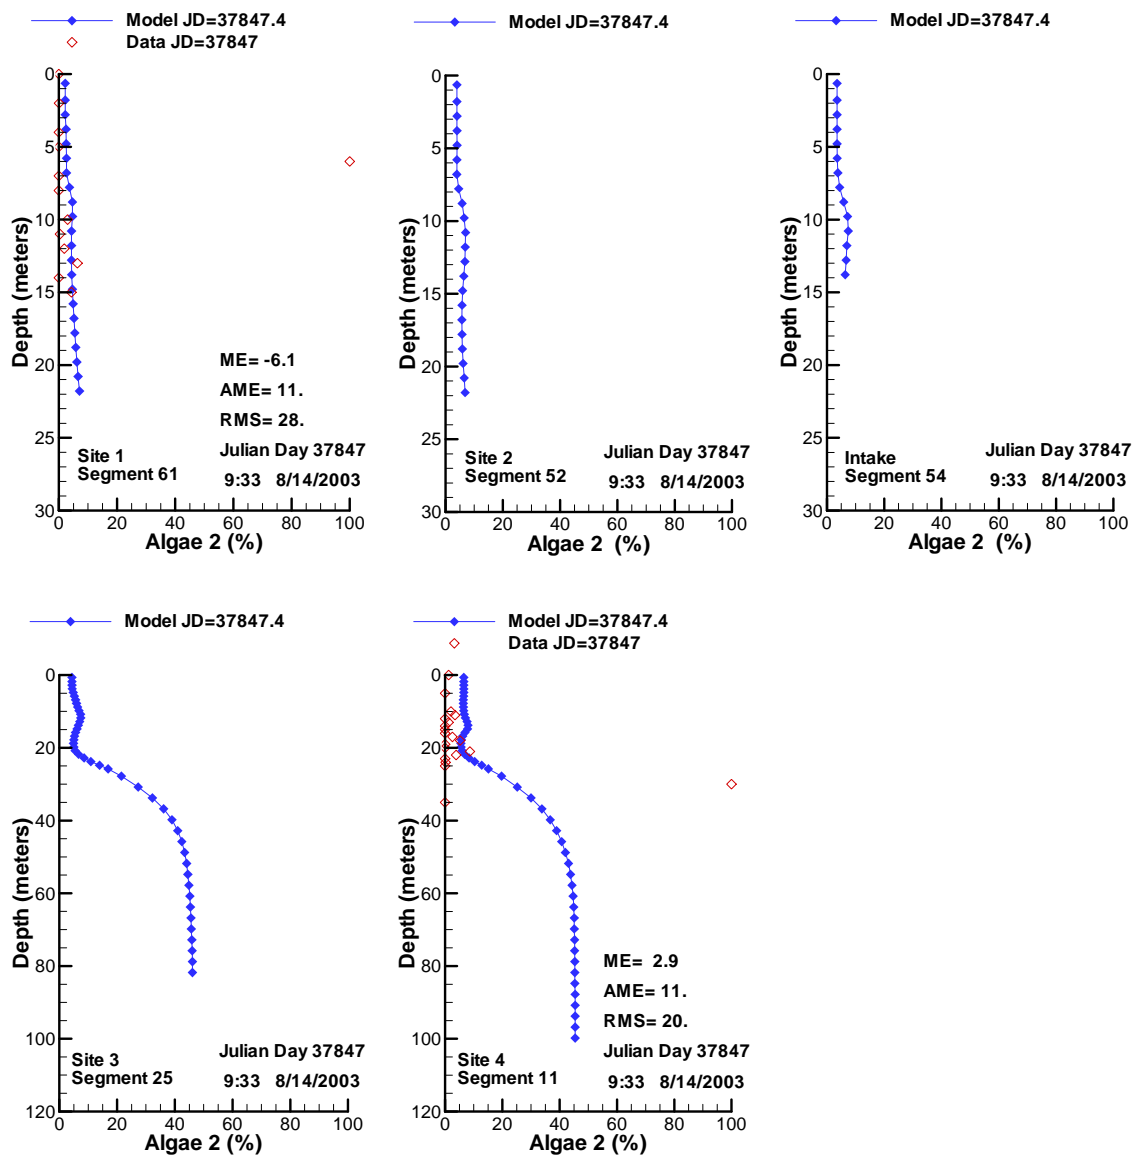 Model JD=37847.4
Data JD=37847
0
5
10
15
20
25
30
Depth (meters)
ME= -6.1
AME= 11.
RMS= 28.
Site 1
Segment 61
Julian Day 37847
9:33 8/14/2003
0 20 40 60 80 100
Algae 2 (%)
Model JD=37847.4
0
5
10
15
20
25
30
Depth (meters)
Site 2
Segment 52
Julian Day 37847
9:33 8/14/2003
0 20 40 60 80 100
Algae 2 (%)
Model JD=37847.4
0
5
10
15
20
25
30
Depth (meters)
Intake
Segment 54
Julian Day 37847
9:33 8/14/2003
0 20 40 60 80 100
Algae 2 (%)
Model JD=37847.4
0
20
40
60
80
100
120
Depth (meters)
Site 3
Segment 25
Julian Day 37847
9:33 8/14/2003
0 20 40 60 80 100
Algae 2 (%)
Model JD=37847.4
Data JD=37847
0
20
40
60
80
100
120
Depth (meters)
ME= 2.9
AME= 11.
RMS= 20.
Site 4
Segment 11
Julian Day 37847
9:33 8/14/2003
0 20 40 60 80 100
Algae 2 (%)